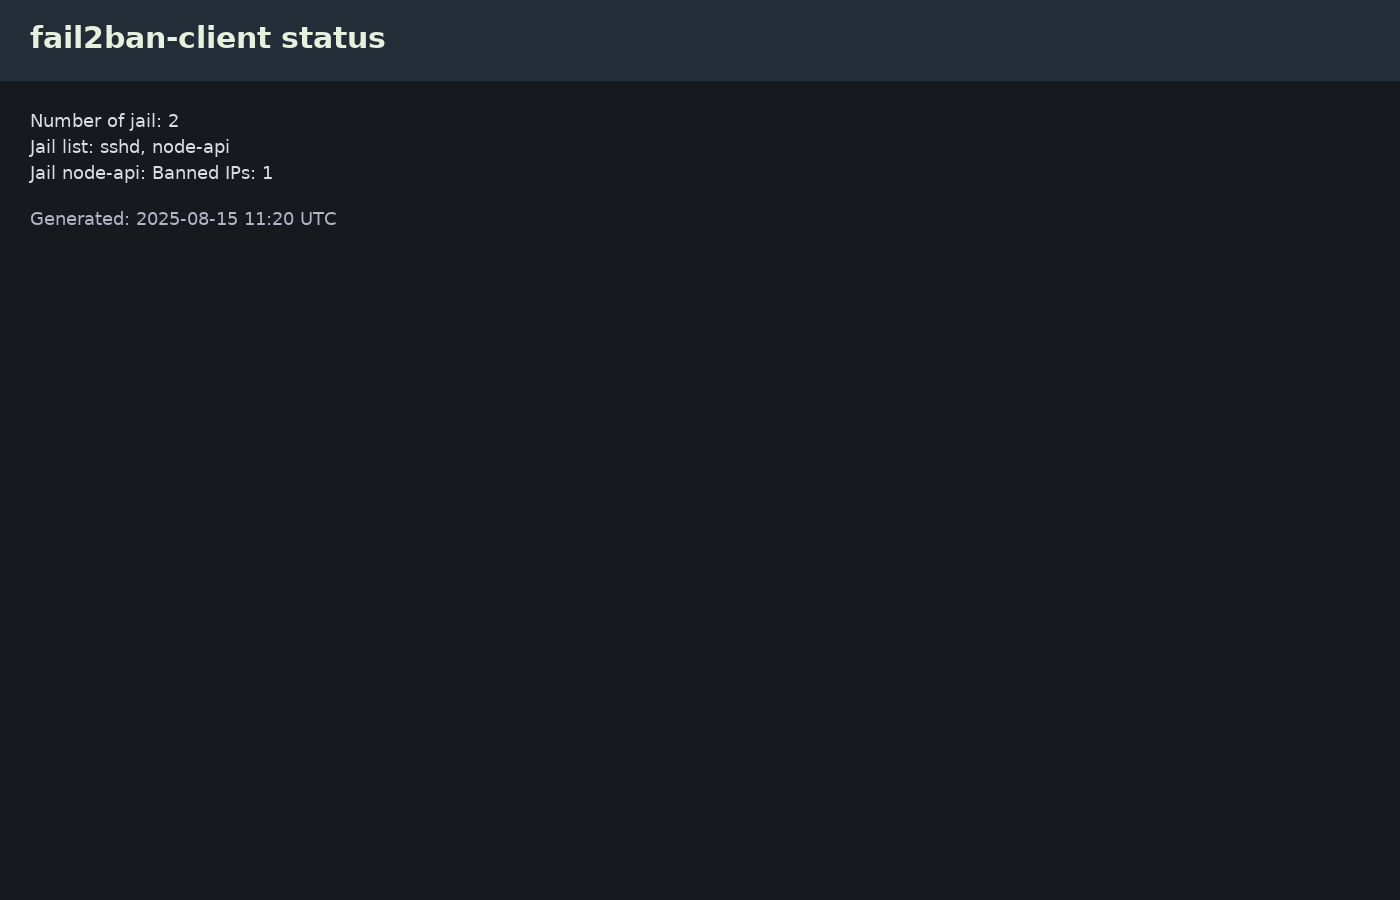 fail2ban-client status
Number of jail: 2
Jail list: sshd, node-api
Jail node-api: Banned IPs: 1
Generated: 2025-08-15 11:20 UTC